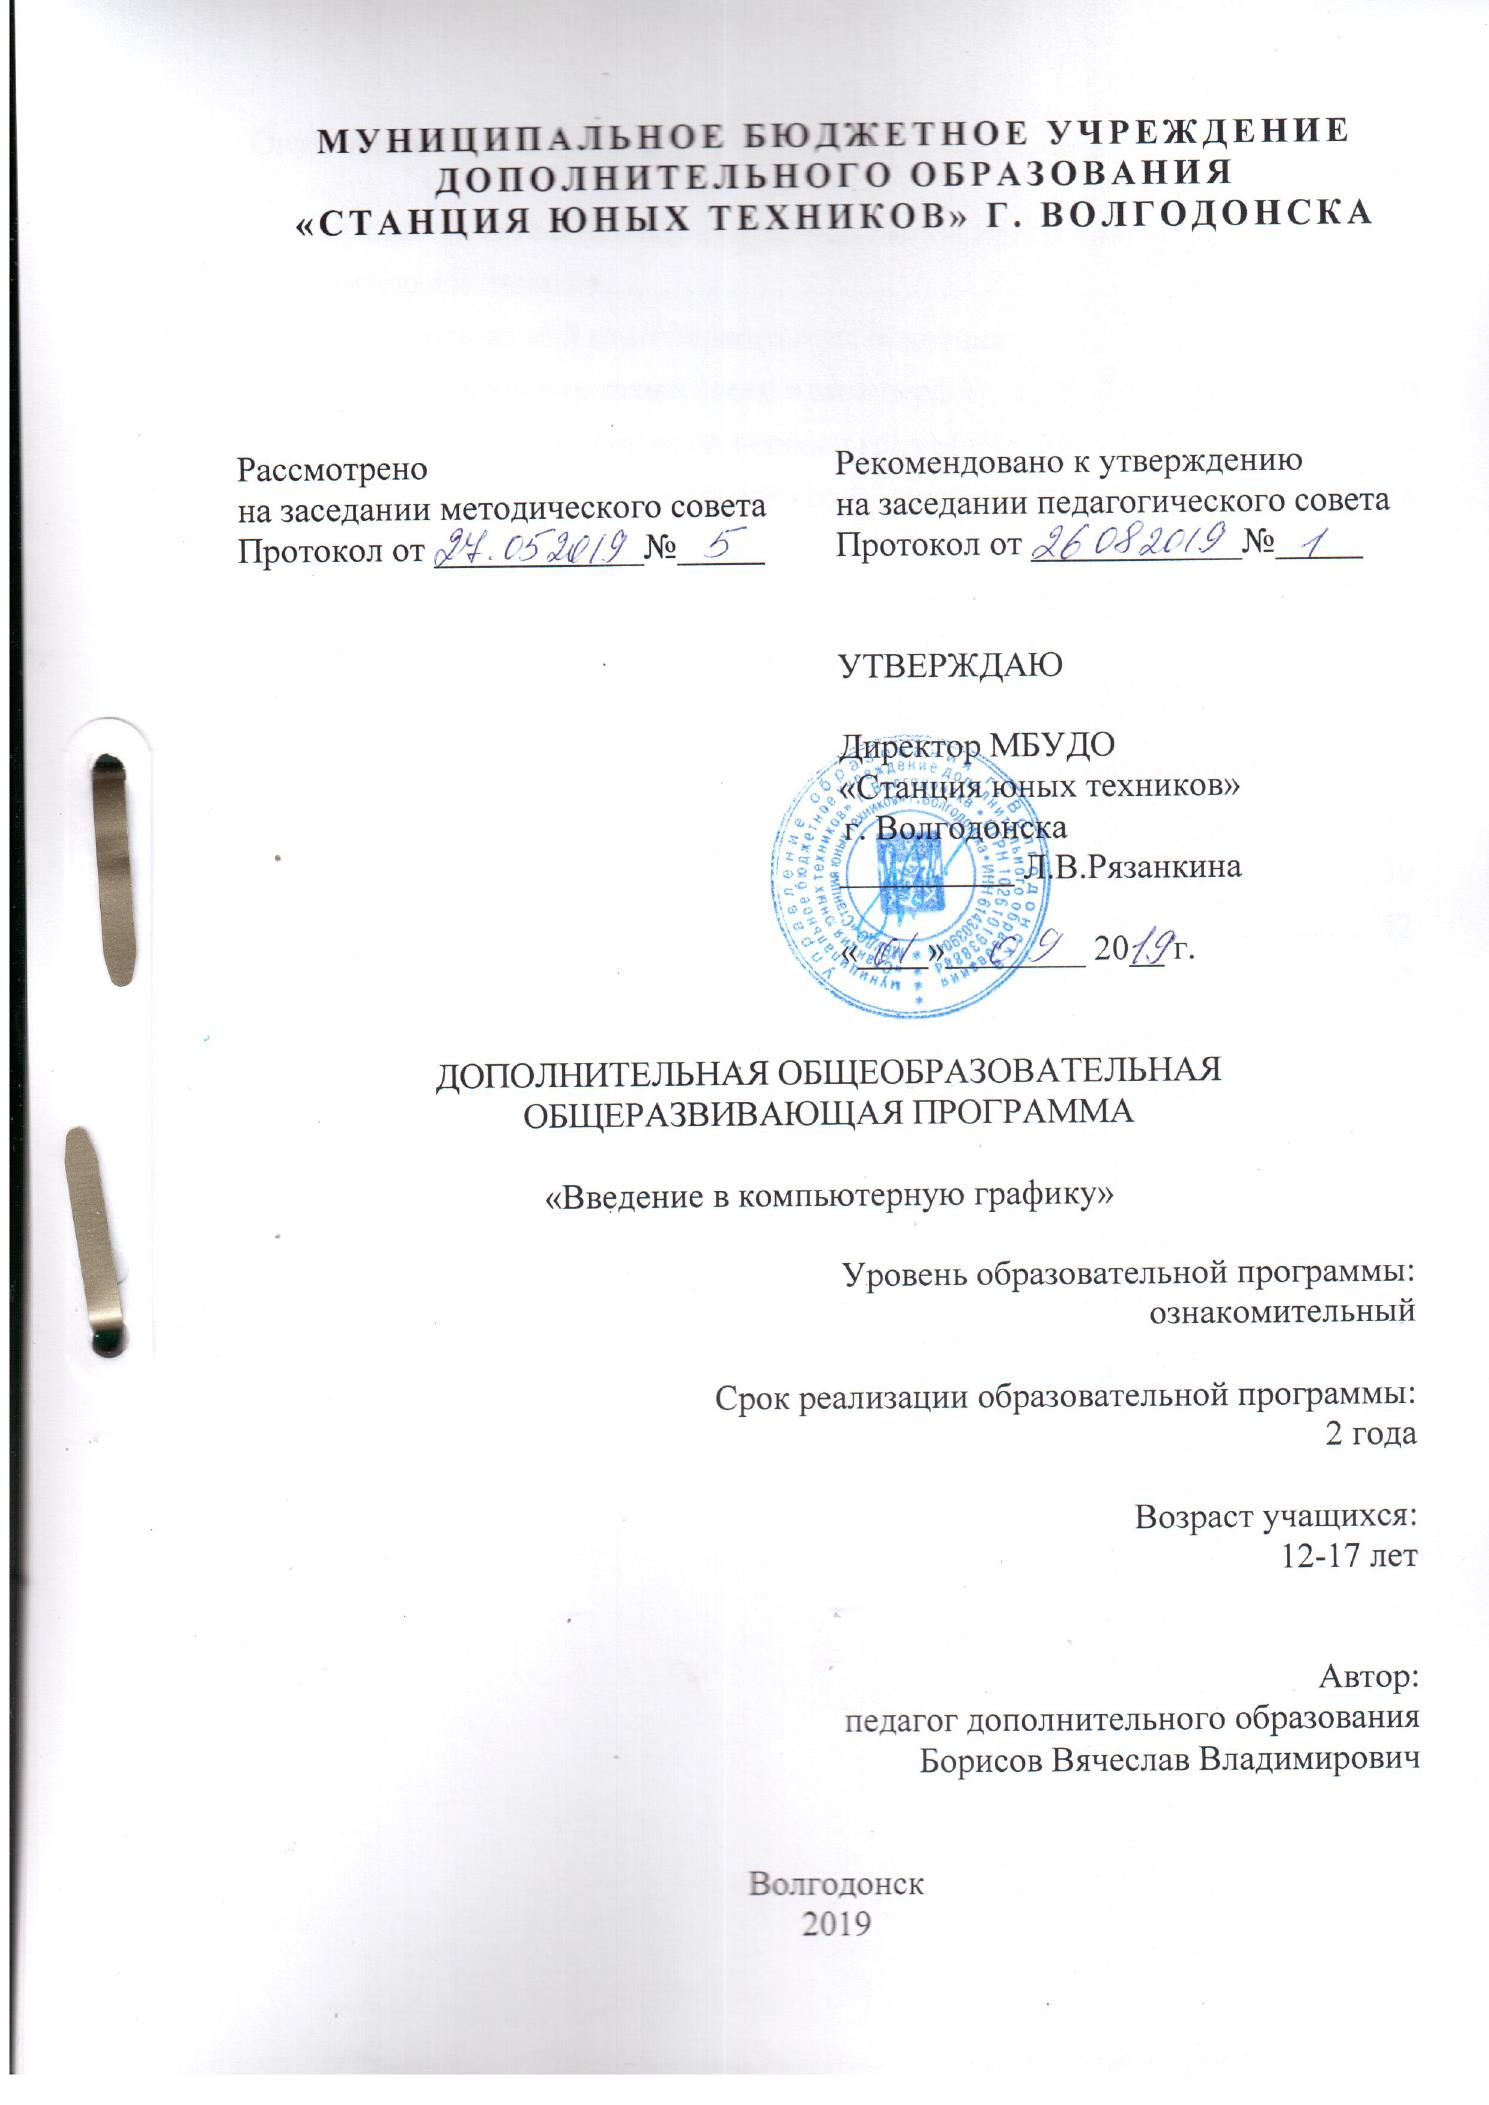 МУНИЦИПАЛЬНОЕ БЮДЖЕТНОЕ УЧРЕЖДЕНИЕ
ДОПОЛНИТЕЛЬНОГО ОБРАЗОВАНИЯ
«СТАНЦИЯ ЮНЫХ ТЕХНИКОВ» Г. ВОЛГОДОНСКА
Рассмотрено
на заседании методического совета
Протокол от 27.05 2019 № 5
Рекомендовано к утверждению
на заседании педагогического совета
Протокол от 26 08 2019 № 1
УТВЕРЖДАЮ
Директор МБУДО
«Станция юных техников»
г. Волгодонска
Л.В.Рязанкина
«01» 09 2019 г.
ДОПОЛНИТЕЛЬНАЯ ОБЩЕОБРАЗОВАТЕЛЬНАЯ
ОБЩЕРАЗВИВАЮЩАЯ ПРОГРАММА
«Введение в компьютерную графику»
Уровень образовательной программы:
ознакомительный
Срок реализации образовательной программы:
2 года
Возраст учащихся:
12-17 лет
Автор:
педагог дополнительного образования
Борисов Вячеслав Владимирович
Волгодонск
2019